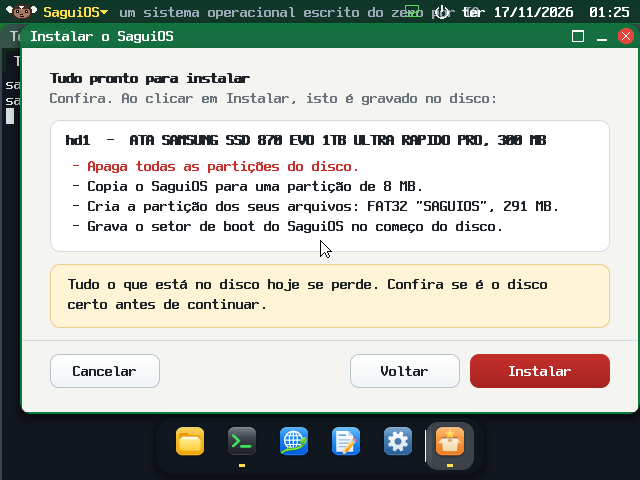 SaguiOS um sistema operacional escrito do zero por ter 17/11/2026 01:25
Instalar o SaguiOS
Tudo pronto para instalar
Confira. Ao clicar em Instalar, isto é gravado no disco:
hd1 - ATA SAMSUNG SSD 870 EVO 1TB ULTRA RAPIDO PRO, 300 MB
- Apaga todas as partições do disco.
- Copia o SaguiOS para uma partição de 8 MB.
- Cria a partição dos seus arquivos: FAT32 "SAGUIOS", 291 MB.
- Grava o setor de boot do SaguiOS no começo do disco.
Tudo o que está no disco hoje se perde. Confira se é o disco
certo antes de continuar.
Cancelar Voltar Instalar